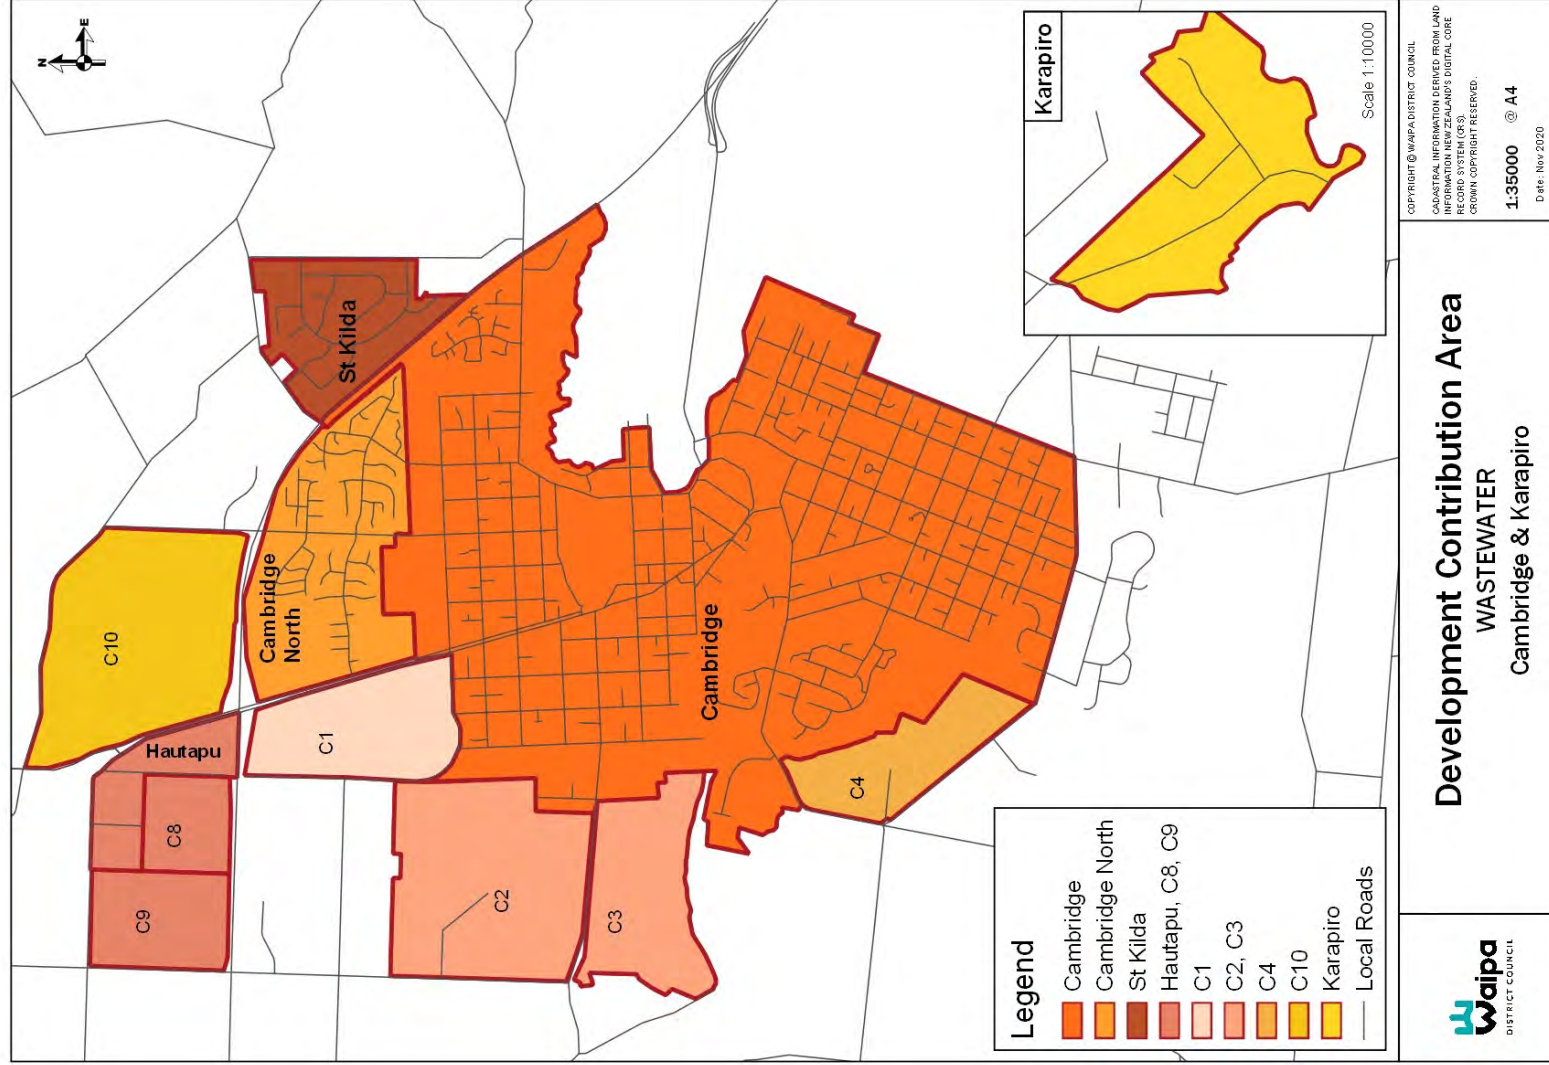 N
E
C10
St Kilda
Cambridge
North
Hautapu
C1
C8
C9
C2
C3
Cambridge
C4
Karapiro
Scale 1:10000
Legend
Cambridge
Cambridge North
St Kilda
Hautapu, C8, C9
C1
C2, C3
C4
C10
Karapiro
Local Roads
COPYRIGHT © WAIPA DISTRICT COUNCIL
CADASTRAL INFORMATION DERIVED FROM LAND
INFORMATION NEW ZEALAND'S DIGITAL CORE
RECORD SYSTEM (CRS).
CROWN COPYRIGHT RESERVED.
1:35000 @ A4
Date: Nov 2020
Development Contribution Area
WASTEWATER
Cambridge & Karapiro
Waipa
DISTRICT COUNCIL